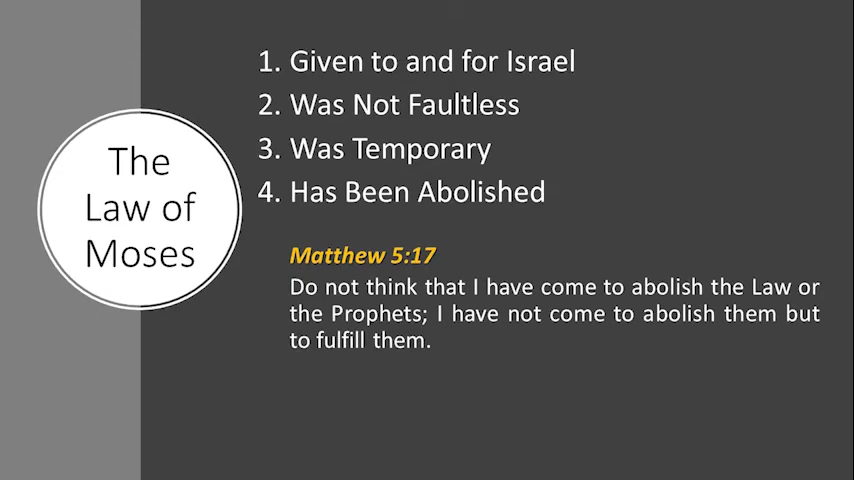 The
Law of
Moses
1. Given to and for Israel
2. Was Not Faultless
3. Was Temporary
4. Has Been Abolished
Matthew 5:17
Do not think that I have come to abolish the Law or
the Prophets; I have not come to abolish them but
to fulfill them.